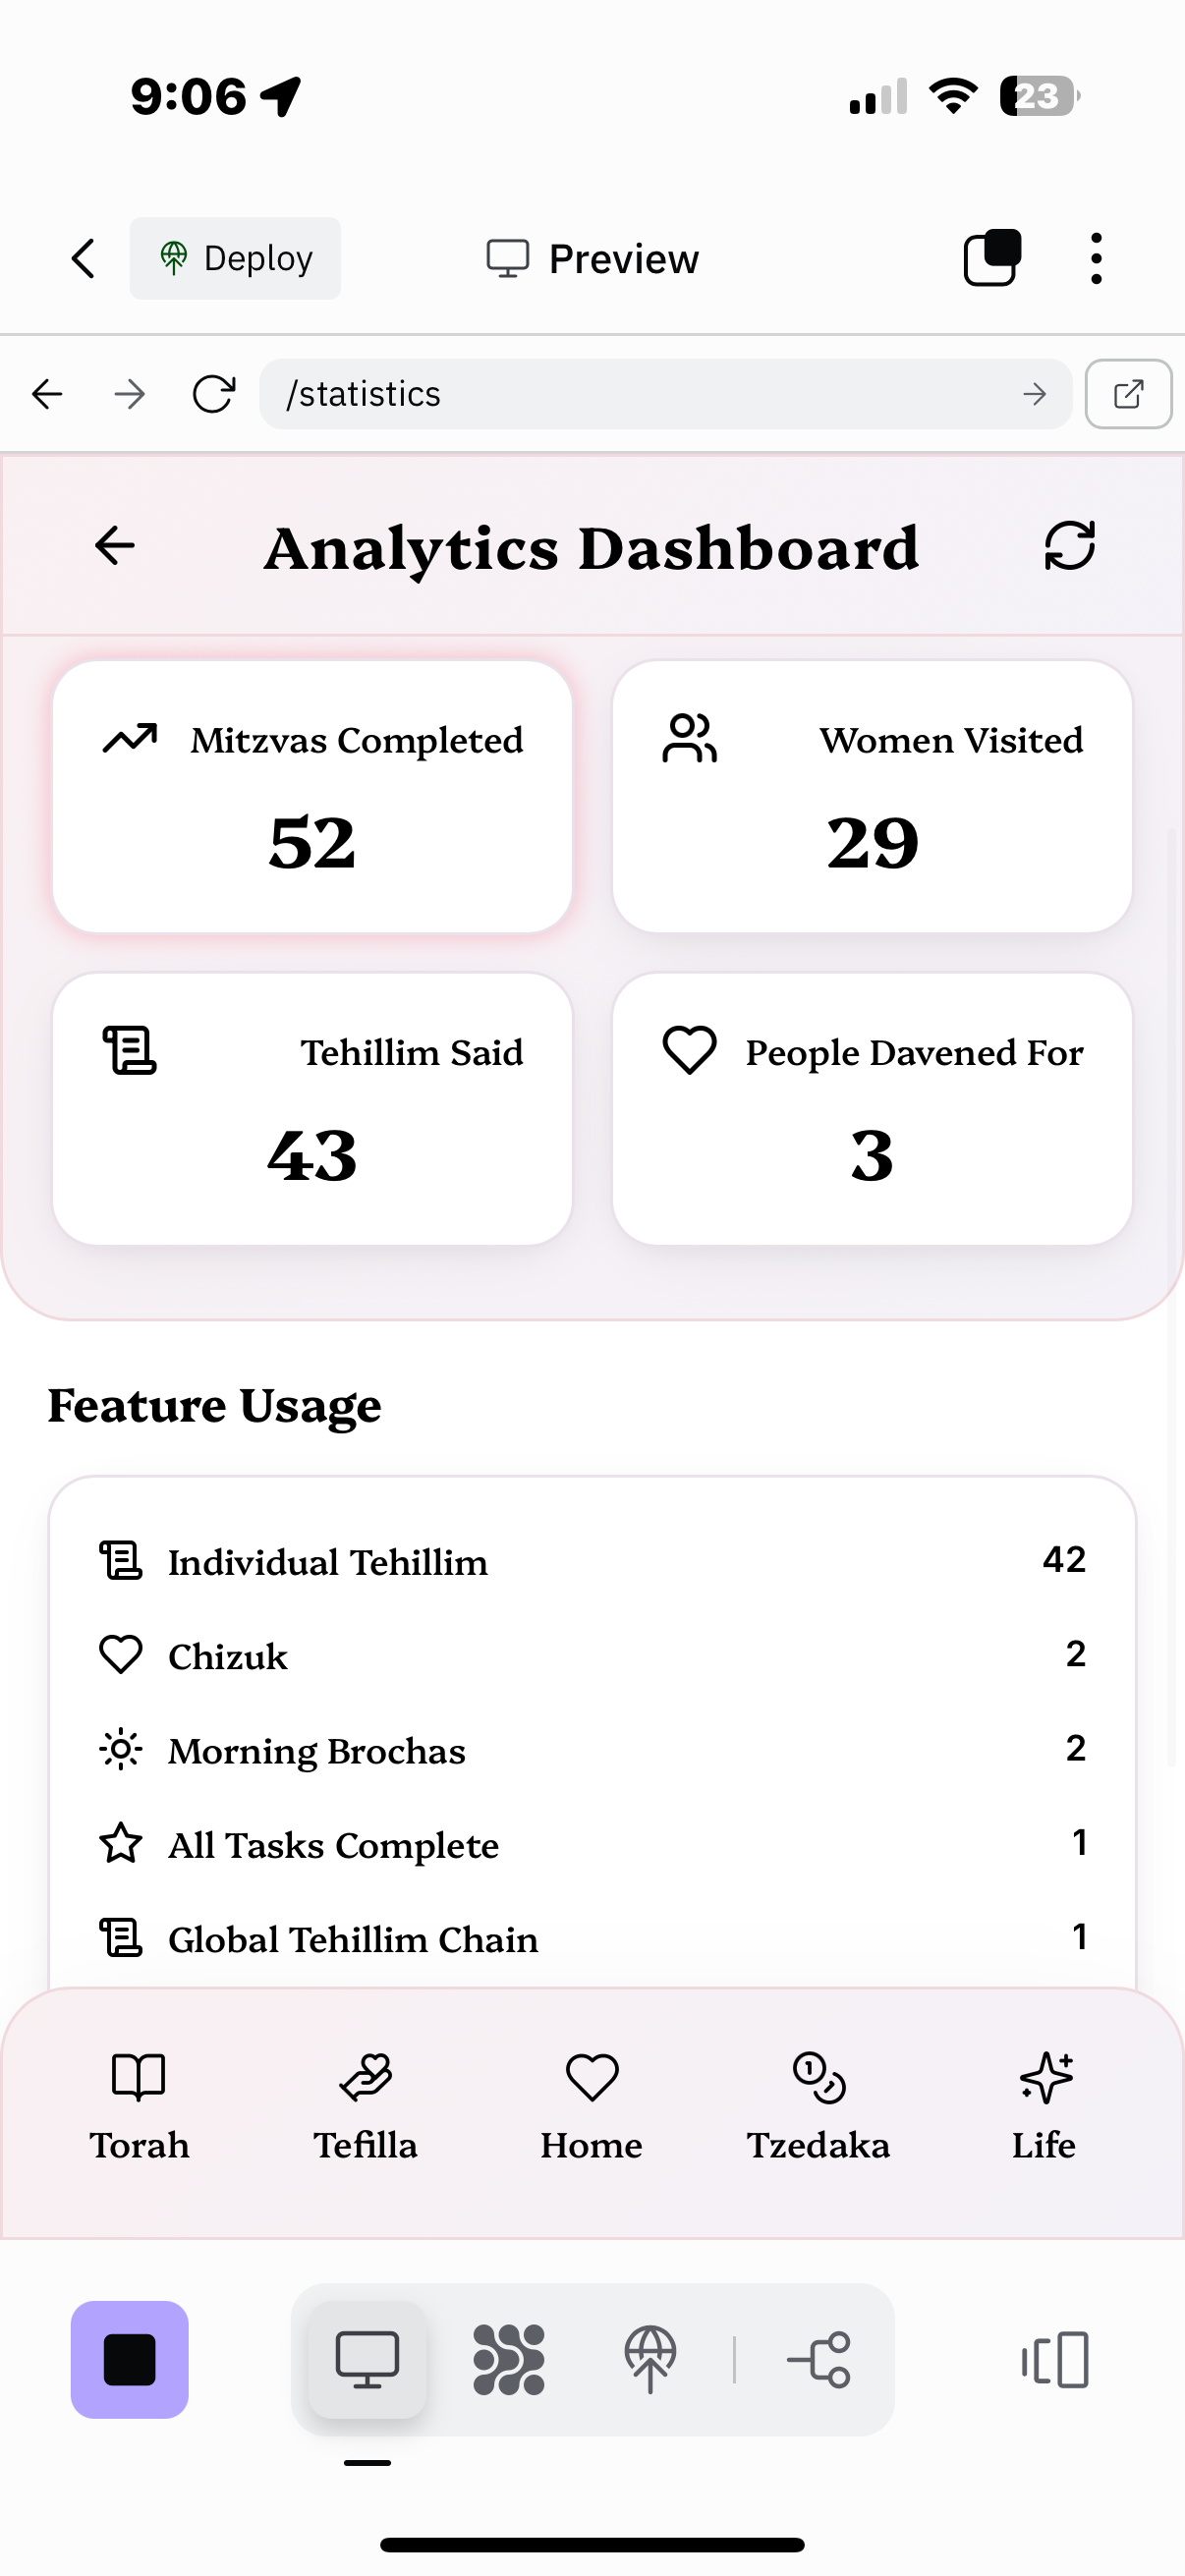 9:06
23
Deploy
Preview
/statistics
Analytics Dashboard
Mitzvas Completed
52
Women Visited
29
Tehillim Said
43
People Davened For
3
Feature Usage
Individual Tehillim 42
Chizuk 2
Morning Brochas 2
All Tasks Complete 1
Global Tehillim Chain 1
Torah
Tefilla
Home
Tzedaka
Life